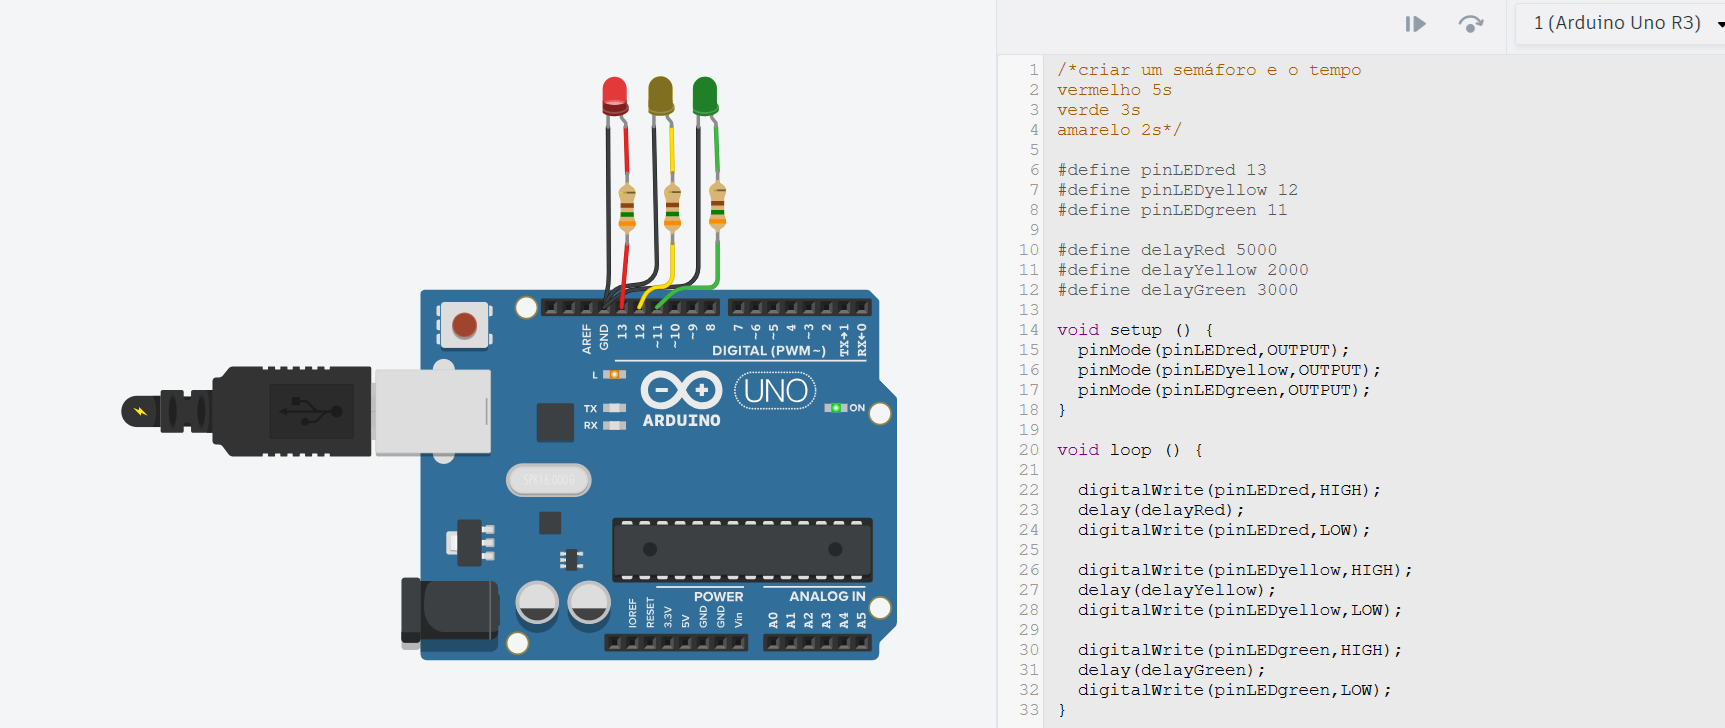 1 (Arduino Uno R3)
1 /*criar um semáforo e o tempo
2 vermelho 5s
3 verde 3s
4 amarelo 2s*/
5
6 #define pinLEDred 13
7 #define pinLEDyellow 12
8 #define pinLEDgreen 11
9
10 #define delayRed 5000
11 #define delayYellow 2000
12 #define delayGreen 3000
13
14 void setup () {
15 pinMode(pinLEDred,OUTPUT);
16 pinMode(pinLEDyellow,OUTPUT);
17 pinMode(pinLEDgreen,OUTPUT);
18 }
19
20 void loop () {
21
22 digitalWrite(pinLEDred,HIGH);
23 delay(delayRed);
24 digitalWrite(pinLEDred,LOW);
25
26 digitalWrite(pinLEDyellow,HIGH);
27 delay(delayYellow);
28 digitalWrite(pinLEDyellow,LOW);
29
30 digitalWrite(pinLEDgreen,HIGH);
31 delay(delayGreen);
32 digitalWrite(pinLEDgreen,LOW);
33 }
AREF GND 13 12 ~11 ~10 ~9 8 7 ~6 ~5 4 ~3 2 TX→1 RX←0
DIGITAL (PWM~)
L
UNO
TX
RX
ARDUINO
ON
SPK16.000G
POWER
ANALOG IN
IOREF RESET 3.3V 5V GND GND Vin A0 A1 A2 A3 A4 A5